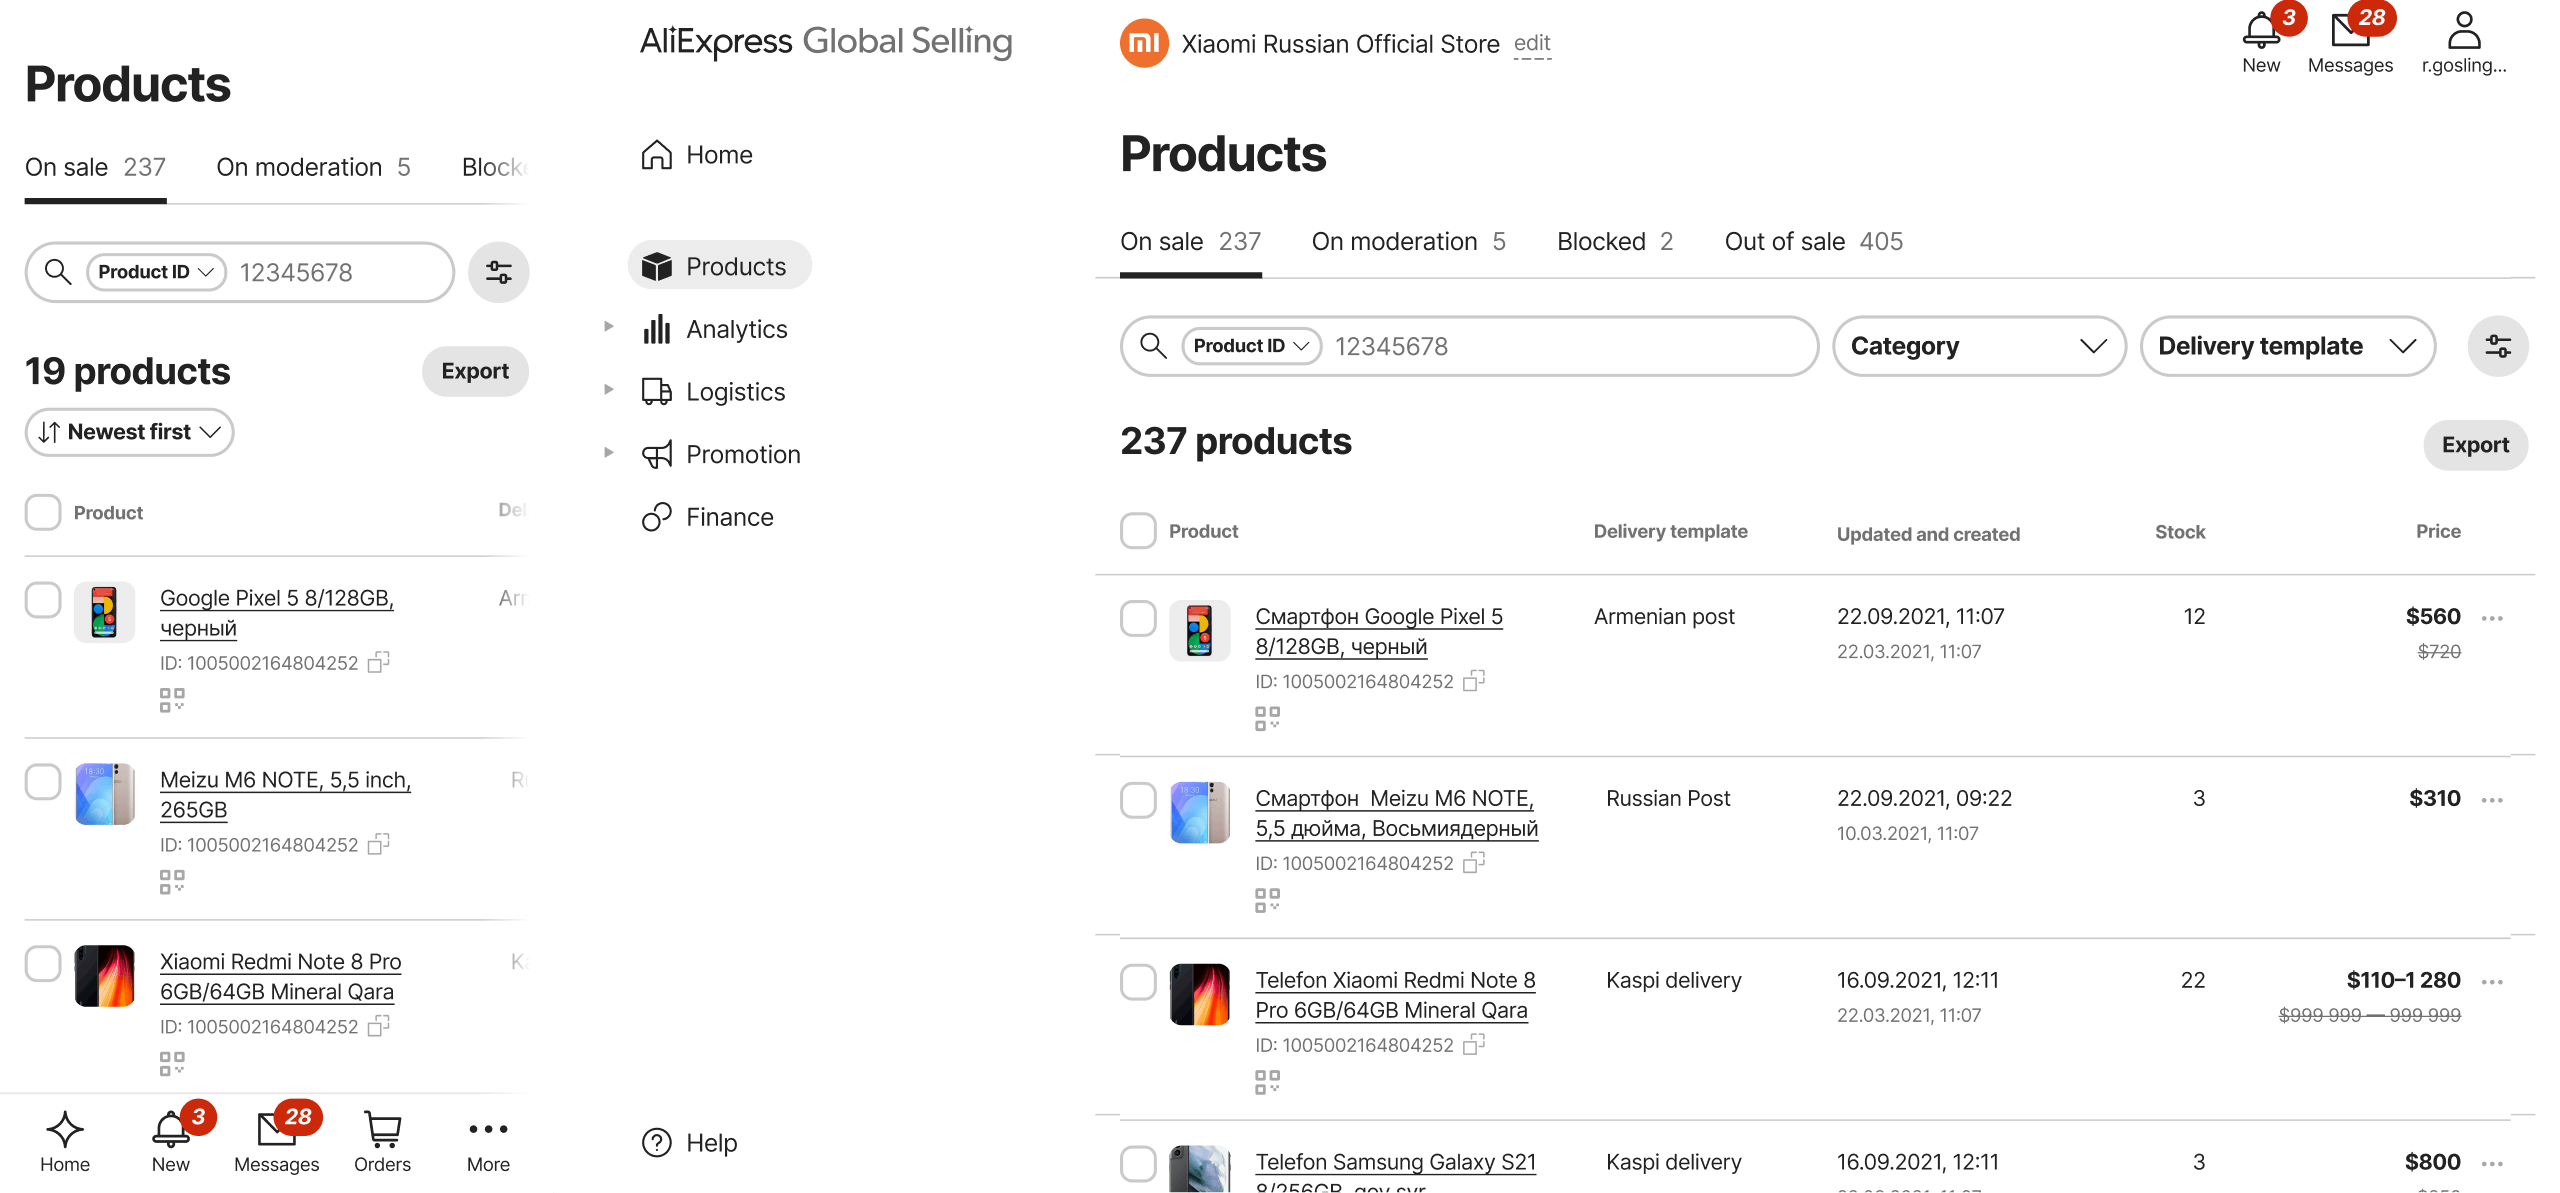 Products
On sale 237
On moderation 5
Product ID
12345678
19 products
Export
Newest first
Product
Google Pixel 5 8/128GB,
черный
ID: 1005002164804252
Meizu M6 NOTE, 5,5 inch,
265GB
ID: 1005002164804252
Xiaomi Redmi Note 8 Pro
6GB/64GB Mineral Qara
ID: 1005002164804252
Home
3
New
28
Messages
Orders
More
AliExpress Global Selling
Home
Products
Analytics
Logistics
Promotion
Finance
Help
Xiaomi Russian Official Store edit
3
New
28
Messages
r.gosling...
Products
On sale 237
On moderation 5
Blocked 2
Out of sale 405
Product ID
12345678
Category
Delivery template
237 products
Export
Product
Delivery template
Updated and created
Stock
Price
Смартфон Google Pixel 5
8/128GB, черный
ID: 1005002164804252
Armenian post
22.09.2021, 11:07
22.03.2021, 11:07
12
$560
$720
Смартфон Meizu M6 NOTE,
5,5 дюйма, Восьмиядерный
ID: 1005002164804252
Russian Post
22.09.2021, 09:22
10.03.2021, 11:07
3
$310
Telefon Xiaomi Redmi Note 8
Pro 6GB/64GB Mineral Qara
ID: 1005002164804252
Kaspi delivery
16.09.2021, 12:11
22.03.2021, 11:07
22
$110–1 280
$999 999 — 999 999
Telefon Samsung Galaxy S21
8/256GB,
Kaspi delivery
16.09.2021, 12:11
3
$800